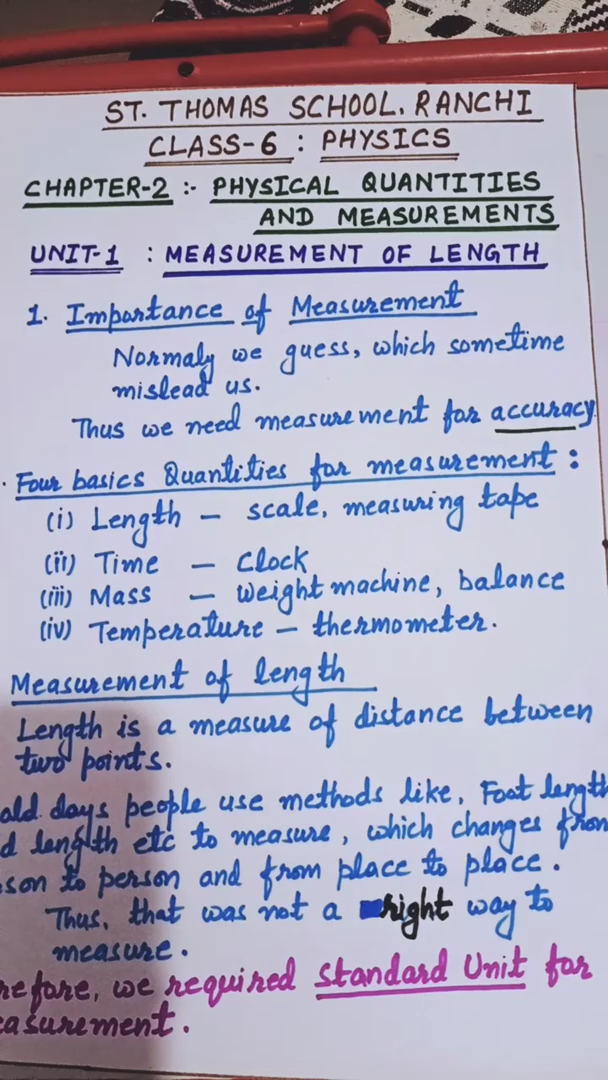 ST. THOMAS SCHOOL, RANCHI
CLASS-6 : PHYSICS
CHAPTER-2 :- PHYSICAL QUANTITIES
AND MEASUREMENTS
UNIT-1 : MEASUREMENT OF LENGTH
1. Importance of Measurement
Normaly we guess, which sometime
mislead us.
Thus we need measurement for accuracy
Four basics Quantities for measurement :
(i) Length – scale, measuring tape
(ii) Time – Clock
(iii) Mass – weight machine, balance
(iv) Temperature – thermometer.
Measurement of length
Length is a measure of distance between
two points.
old days people use methods like, Foot length
d length etc to measure, which changes from
son to person and from place to place.
Thus, that was not a right way to
measure.
refore, we required Standard Unit for
easurement.